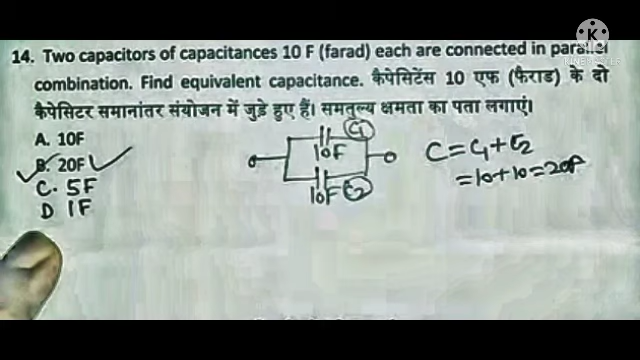 14. Two capacitors of capacitances 10 F (farad) each are connected in parallel
combination. Find equivalent capacitance. कैपेसिटेंस 10 एफ (फैराड) के दो
कैपेसिटर समानांतर संयोजन में जुड़े हुए हैं। समतुल्य क्षमता का पता लगाएं।
A. 10F
B. 20F
C. 5F
D 1F
C1
10F
10F C2
C = C1 + C2
= 10 + 10 = 20F
K
KINEMASTER